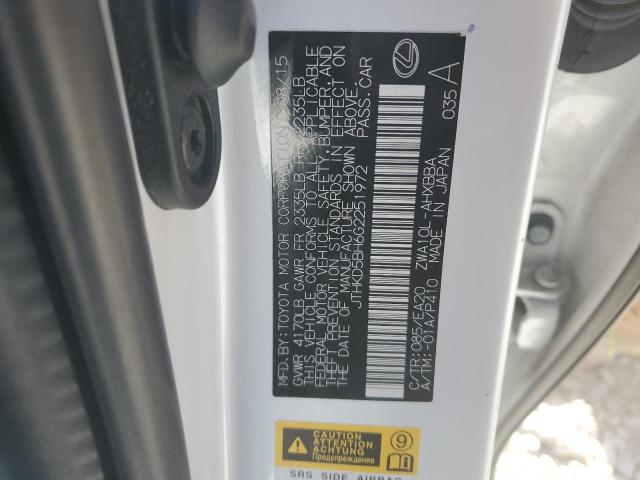 MFD. BY: TOYOTA MOTOR CORPORATION 08/15
GVWR 4170LB GAWR FR 2335LB RR 2235LB
THIS VEHICLE CONFORMS TO ALL APPLICABLE
FEDERAL MOTOR VEHICLE SAFETY, BUMPER, AND
THEFT PREVENTION STANDARDS IN EFFECT ON
THE DATE OF MANUFACTURE SHOWN ABOVE.
JTHKD5BH6G2251972 PASS. CAR
C/TR: 085/EA20 ZWA10L-AHXBBA
A/TM: -01A/P410 MADE IN JAPAN 035 A
CAUTION
ATTENTION
ACHTUNG
Предупреждение
9
SRS SIDE AIRBAG